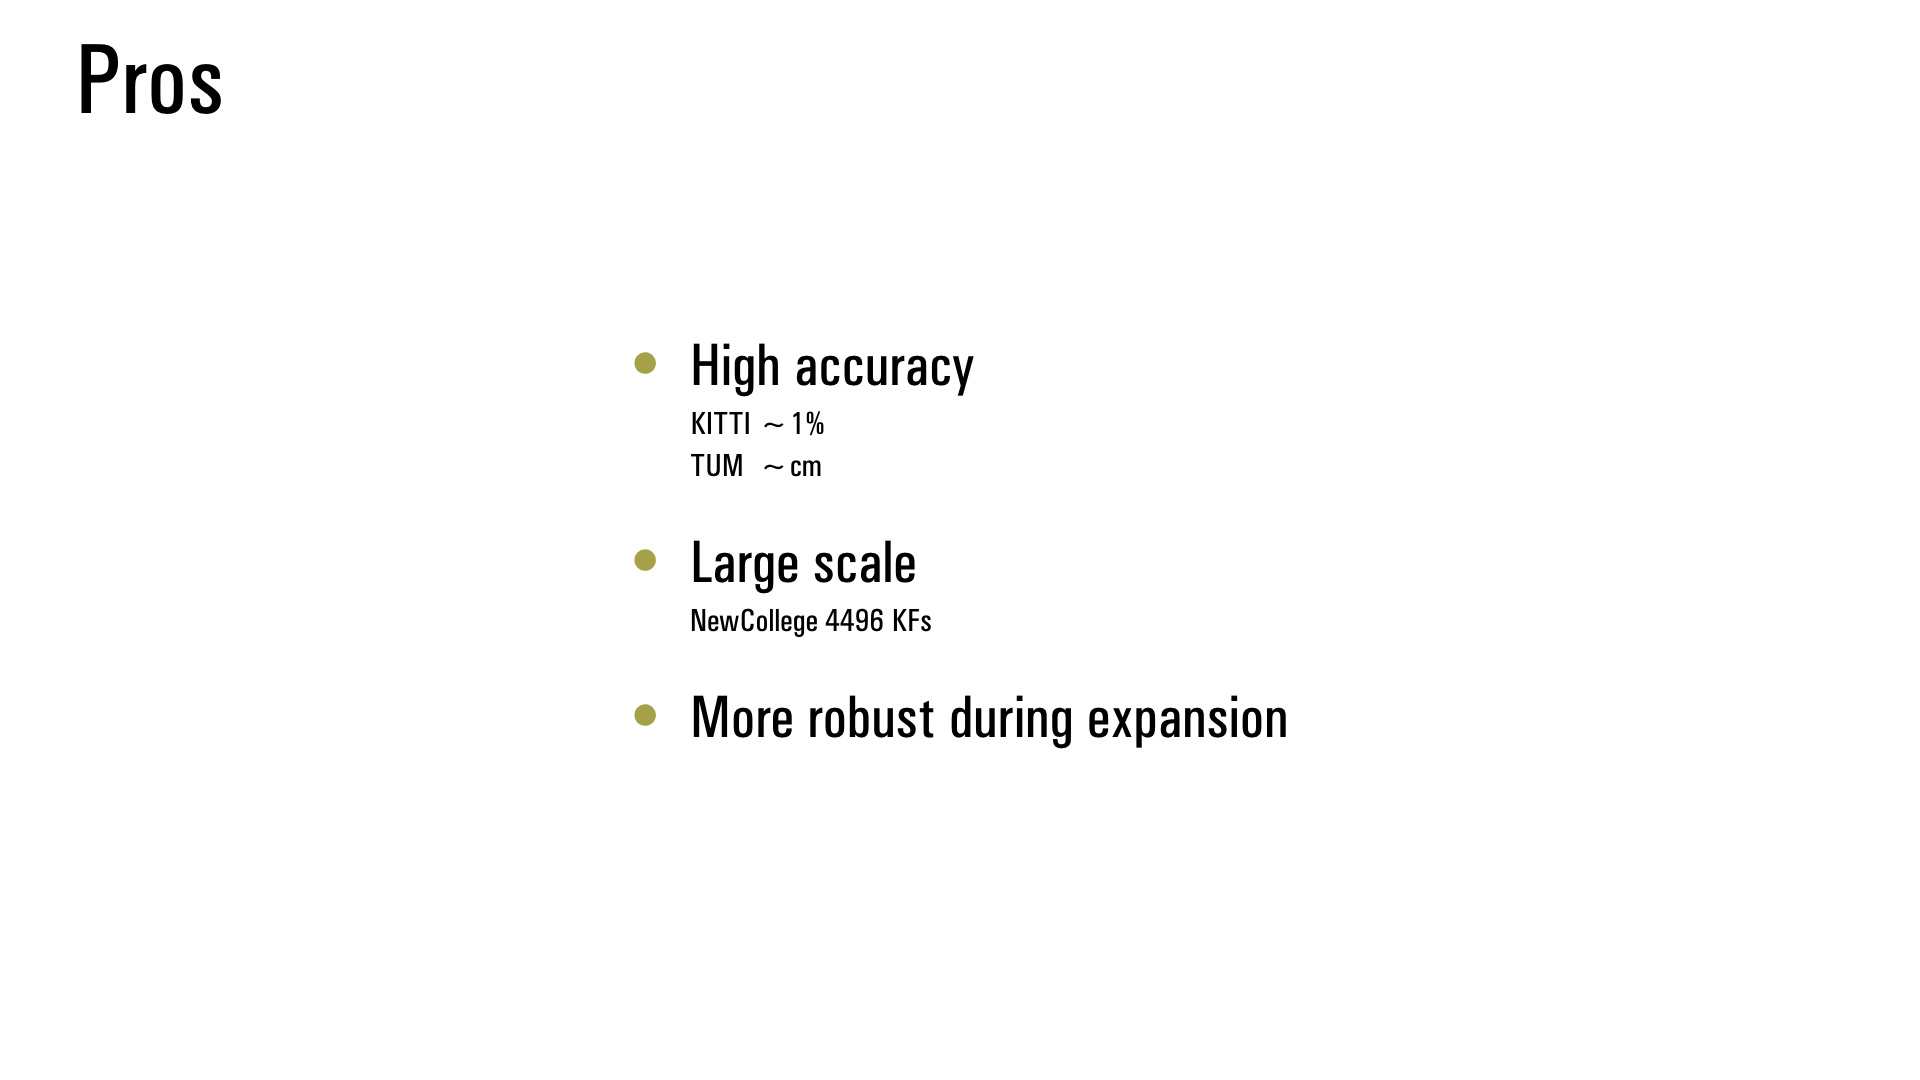 Pros
• High accuracy
KITTI ~ 1%
TUM ~ cm
• Large scale
NewCollege 4496 KFs
• More robust during expansion